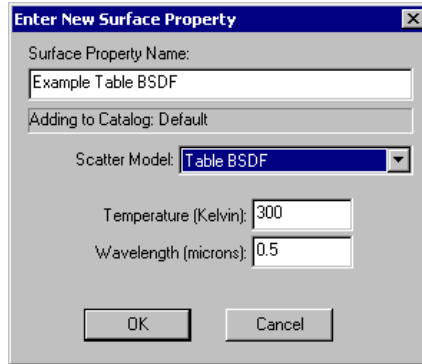 Enter New Surface Property
Surface Property Name:
Example Table BSDF
Adding to Catalog: Default
Scatter Model: Table BSDF
Temperature (Kelvin): 300
Wavelength (microns): 0.5
OK Cancel